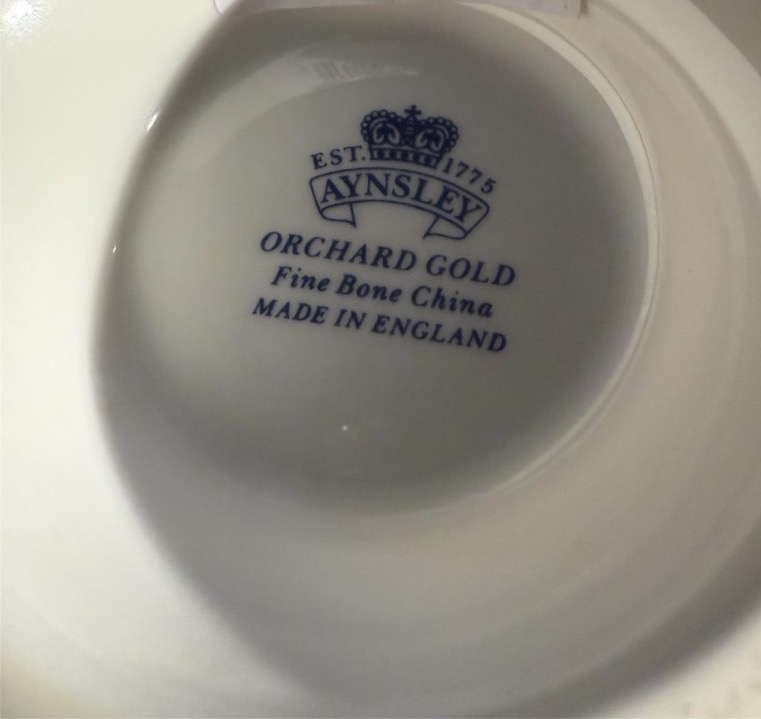 EST. 1775
AYNSLEY
ORCHARD GOLD
Fine Bone China
MADE IN ENGLAND